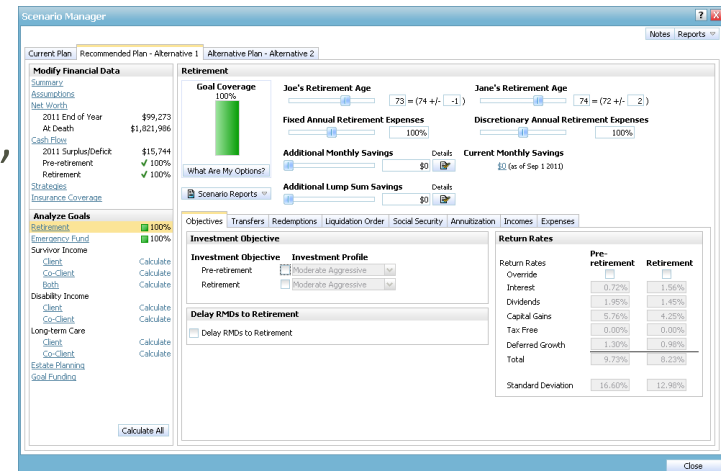 Scenario Manager
Notes Reports
Current Plan Recommended Plan - Alternative 1 Alternative Plan - Alternative 2
Modify Financial Data
Summary
Assumptions
Net Worth
2011 End of Year $99,273
At Death $1,821,986
Cash Flow
2011 Surplus/Deficit $15,744
Pre-retirement ✓ 100%
Retirement ✓ 100%
Strategies
Insurance Coverage
Analyze Goals
Retirement 100%
Emergency Fund 100%
Survivor Income
Client Calculate
Co-Client Calculate
Both Calculate
Disability Income
Client Calculate
Co-Client Calculate
Long-term Care
Client Calculate
Co-Client Calculate
Estate Planning
Goal Funding
Calculate All
Retirement
Goal Coverage
100%
What Are My Options?
Scenario Reports
Joe's Retirement Age
73 = (74 +/- -1 )
Jane's Retirement Age
74 = (72 +/- 2 )
Fixed Annual Retirement Expenses
100%
Discretionary Annual Retirement Expenses
100%
Additional Monthly Savings Details
$0
Current Monthly Savings
$0 (as of Sep 1 2011)
Additional Lump Sum Savings Details
$0
Objectives Transfers Redemptions Liquidation Order Social Security Annuitization Incomes Expenses
Investment Objective
Investment Objective Investment Profile
Pre-retirement Moderate Aggressive
Retirement Moderate Aggressive
Delay RMDs to Retirement
Delay RMDs to Retirement
Return Rates
Return Rates Pre-retirement Retirement
Override
Interest 0.72% 1.56%
Dividends 1.95% 1.45%
Capital Gains 5.76% 4.25%
Tax Free 0.00% 0.00%
Deferred Growth 1.30% 0.98%
Total 9.73% 8.23%
Standard Deviation 16.60% 12.98%
Close
,